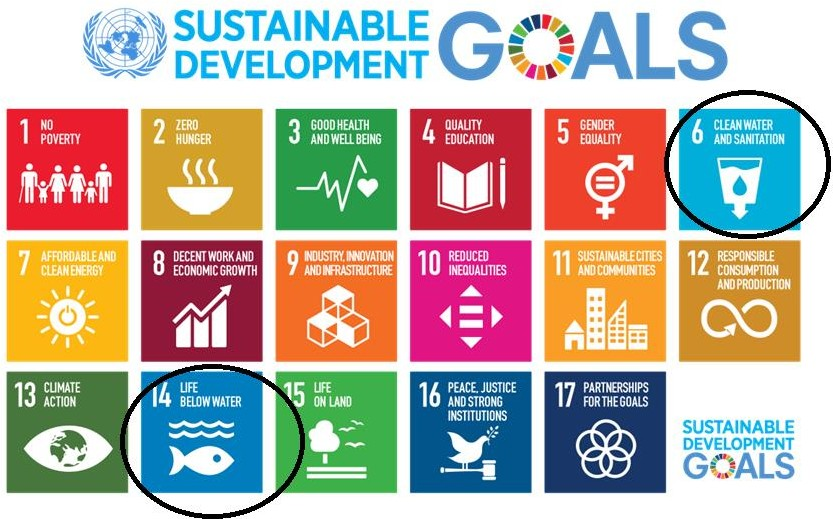 SUSTAINABLE
DEVELOPMENT
GOALS
1 NO
POVERTY
2 ZERO
HUNGER
3 GOOD HEALTH
AND WELL BEING
4 QUALITY
EDUCATION
5 GENDER
EQUALITY
6 CLEAN WATER
AND SANITATION
7 AFFORDABLE AND
CLEAN ENERGY
8 DECENT WORK AND
ECONOMIC GROWTH
9 INDUSTRY, INNOVATION
AND INFRASTRUCTURE
10 REDUCED
INEQUALITIES
11 SUSTAINABLE CITIES
AND COMMUNITIES
12 RESPONSIBLE
CONSUMPTION
AND PRODUCTION
13 CLIMATE
ACTION
14 LIFE
BELOW WATER
15 LIFE
ON LAND
16 PEACE, JUSTICE
AND STRONG
INSTITUTIONS
17 PARTNERSHIPS
FOR THE GOALS
SUSTAINABLE
DEVELOPMENT
GOALS